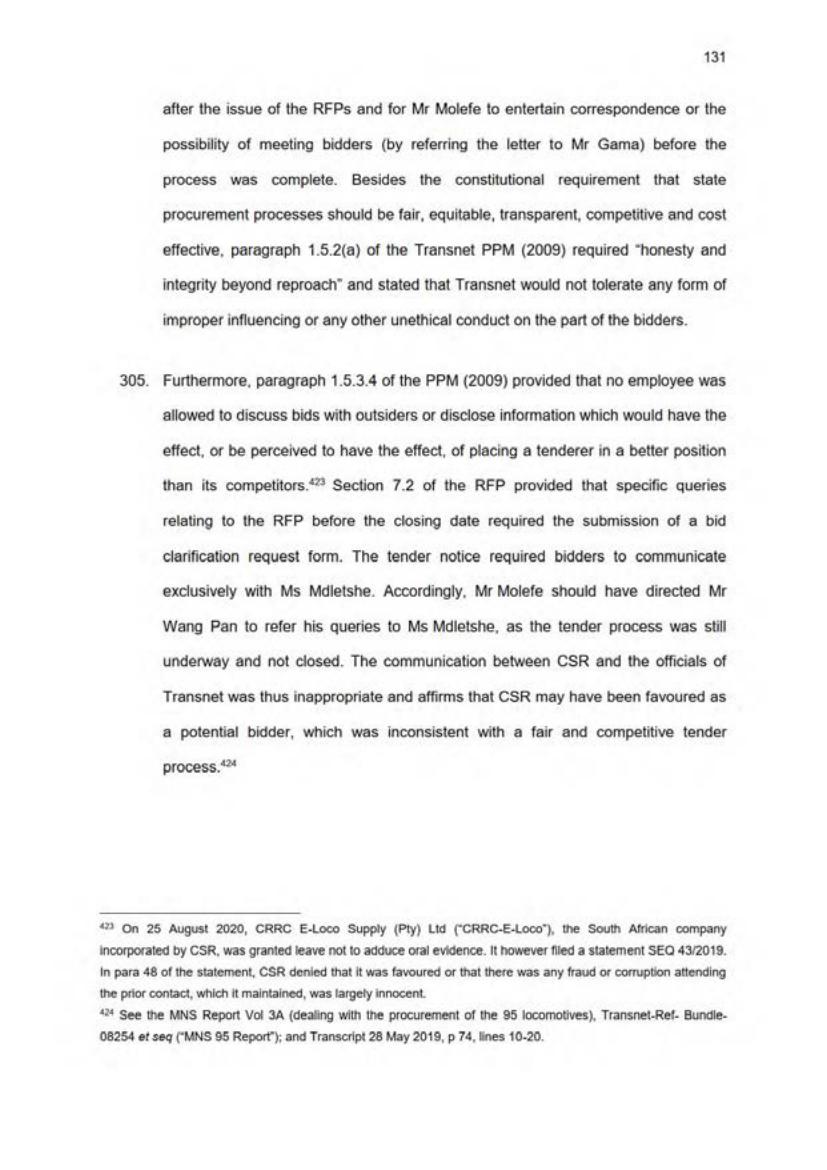 131
after the issue of the RFPs and for Mr Molefe to entertain correspondence or the
possibility of meeting bidders (by referring the letter to Mr Gama) before the
process was complete. Besides the constitutional requirement that state
procurement processes should be fair, equitable, transparent, competitive and cost
effective, paragraph 1.5.2(a) of the Transnet PPM (2009) required "honesty and
integrity beyond reproach" and stated that Transnet would not tolerate any form of
improper influencing or any other unethical conduct on the part of the bidders.
305. Furthermore, paragraph 1.5.3.4 of the PPM (2009) provided that no employee was
allowed to discuss bids with outsiders or disclose information which would have the
effect, or be perceived to have the effect, of placing a tenderer in a better position
than its competitors.423 Section 7.2 of the RFP provided that specific queries
relating to the RFP before the closing date required the submission of a bid
clarification request form. The tender notice required bidders to communicate
exclusively with Ms Mdletshe. Accordingly, Mr Molefe should have directed Mr
Wang Pan to refer his queries to Ms Mdletshe, as the tender process was still
underway and not closed. The communication between CSR and the officials of
Transnet was thus inappropriate and affirms that CSR may have been favoured as
a potential bidder, which was inconsistent with a fair and competitive tender
process.424
423 On 25 August 2020, CRRC E-Loco Supply (Pty) Ltd ("CRRC-E-Loco"), the South African company
incorporated by CSR, was granted leave not to adduce oral evidence. It however filed a statement SEQ 43/2019.
In para 48 of the statement, CSR denied that it was favoured or that there was any fraud or corruption attending
the prior contact, which it maintained, was largely innocent.
424 See the MNS Report Vol 3A (dealing with the procurement of the 95 locomotives), Transnet-Ref- Bundle-
08254 et seq ("MNS 95 Report"); and Transcript 28 May 2019, p 74, lines 10-20.